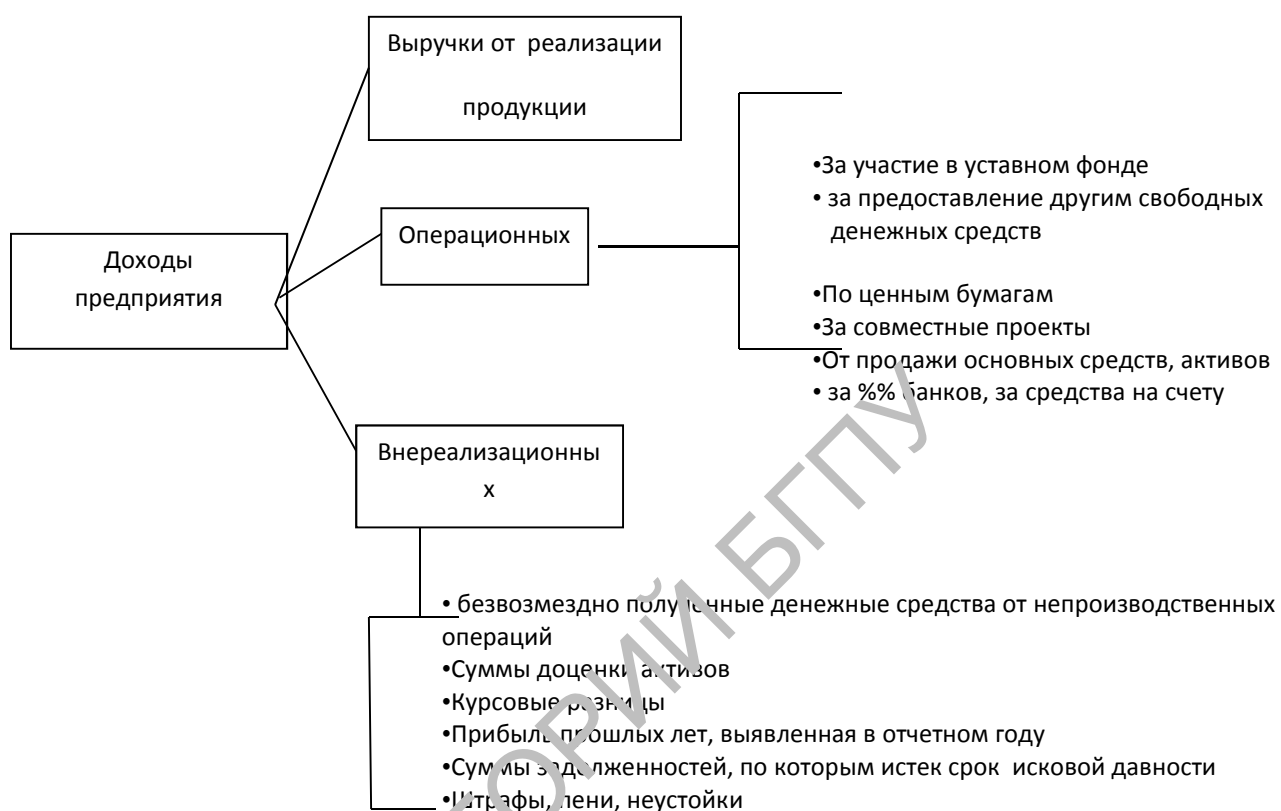 Выручки от реализации
продукции
Операционных
Доходы
предприятия
•За участие в уставном фонде
• за предоставление другим свободных
денежных средств
•По ценным бумагам
•За совместные проекты
•От продажи основных средств, активов
• за %% банков, за средства на счету
Внереализационны
х
• безвозмездно полученные денежные средства от непроизводственных
операций
•Суммы дооценки активов
•Курсовые разницы
•Прибыль прошлых лет, выявленная в отчетном году
•Суммы задолженностей, по которым истек срок исковой давности
•Штрафы, пени, неустойки
ТОРИЙ БГПУ